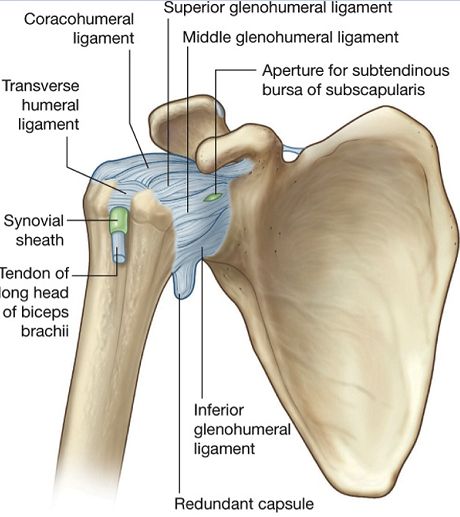 Superior glenohumeral ligament
Coracohumeral
ligament
Middle glenohumeral ligament
Aperture for subtendinous
bursa of subscapularis
Transverse
humeral
ligament
Synovial
sheath
Tendon of
long head
of biceps
brachii
Inferior
glenohumeral
ligament
Redundant capsule